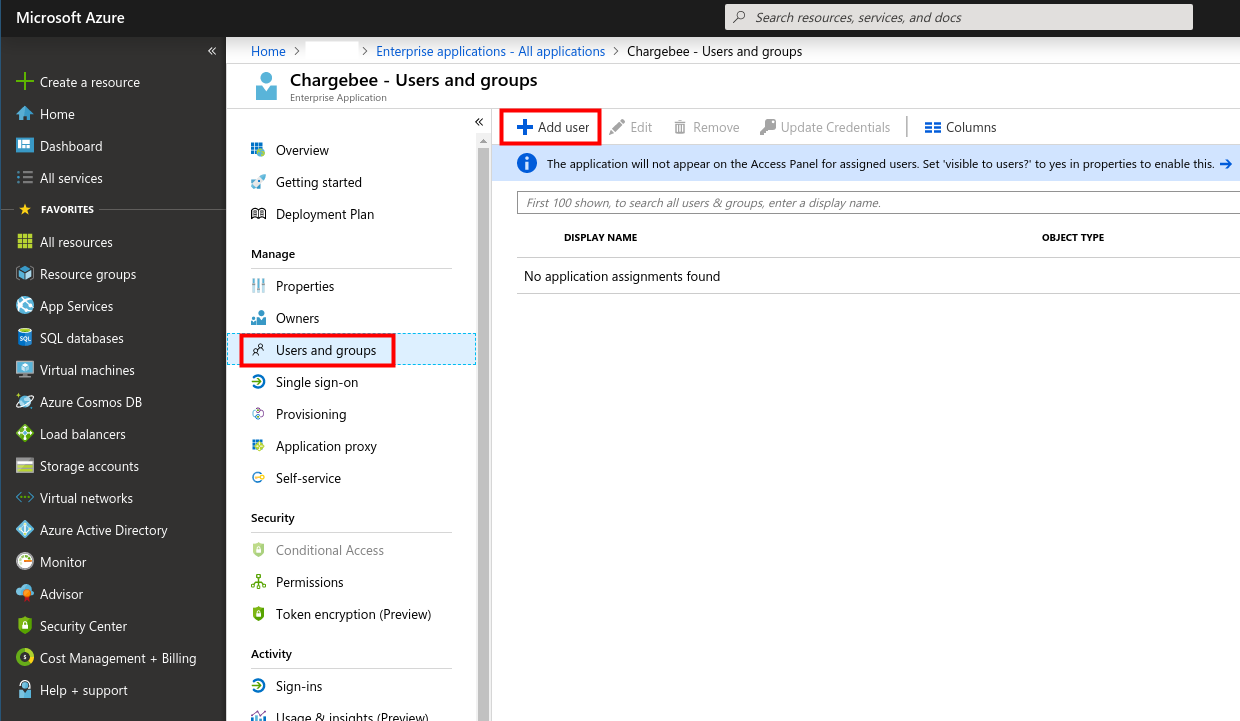 Microsoft Azure
Search resources, services, and docs
«
Create a resource
Home
Dashboard
All services
FAVORITES
All resources
Resource groups
App Services
SQL databases
Virtual machines
Azure Cosmos DB
Load balancers
Storage accounts
Virtual networks
Azure Active Directory
Monitor
Advisor
Security Center
Cost Management + Billing
Help + support
Home > > Enterprise applications - All applications > Chargebee - Users and groups
Chargebee - Users and groups
Enterprise Application
«
Overview
Getting started
Deployment Plan
Manage
Properties
Owners
Users and groups
Single sign-on
Provisioning
Application proxy
Self-service
Security
Conditional Access
Permissions
Token encryption (Preview)
Activity
Sign-ins
Usage & insights (Preview)
Add user Edit Remove Update Credentials Columns
The application will not appear on the Access Panel for assigned users. Set 'visible to users?' to yes in properties to enable this. →
First 100 shown, to search all users & groups, enter a display name.
DISPLAY NAME OBJECT TYPE
No application assignments found